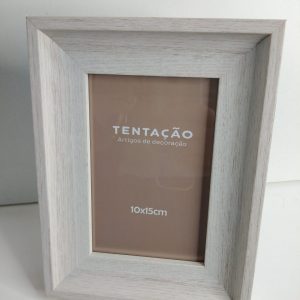 TENTAÇÃO
Artigos de decoração
10x15cm